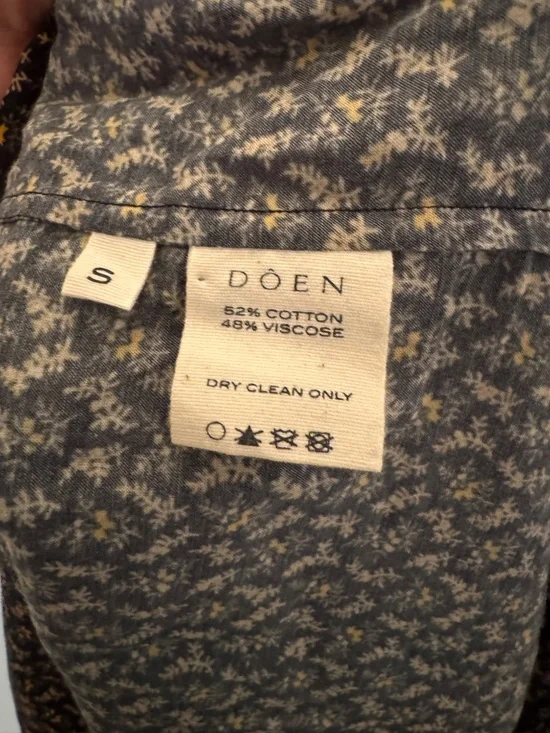 S
DÔEN
52% COTTON
48% VISCOSE
DRY CLEAN ONLY